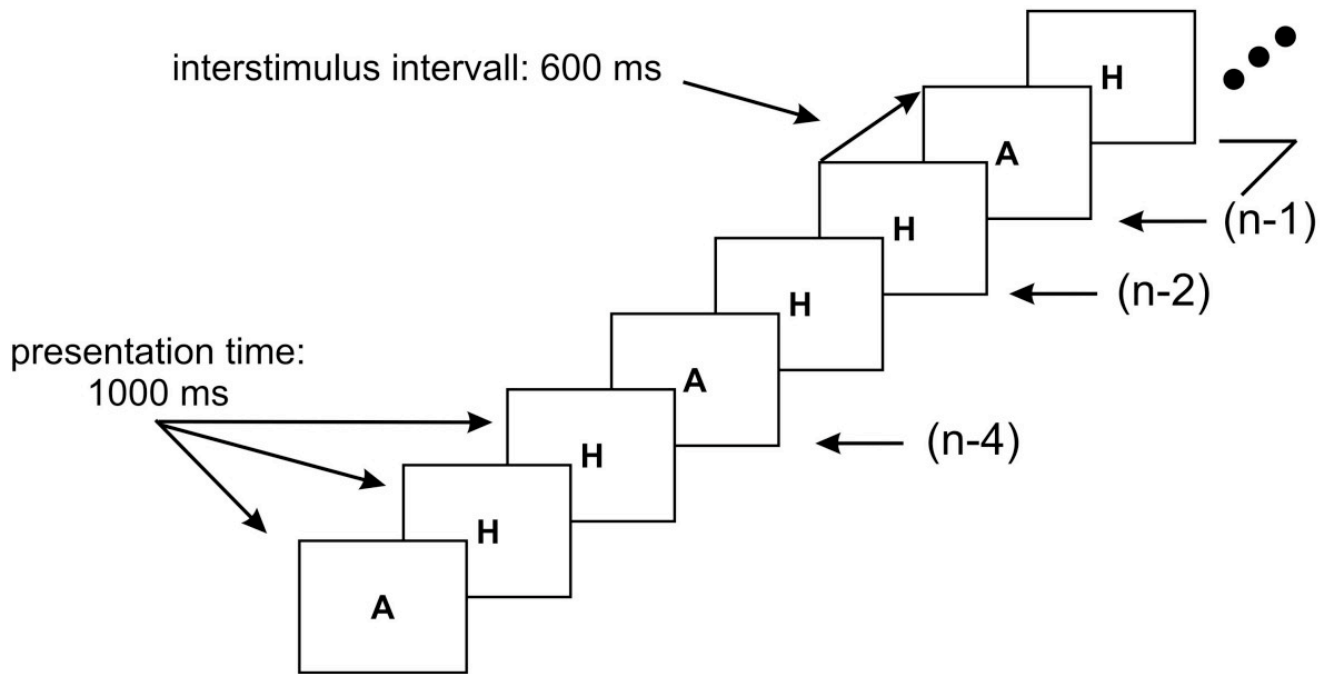 interstimulus intervall: 600 ms
H
A
H
(n-1)
H
(n-2)
presentation time:
1000 ms
A
H
(n-4)
H
A